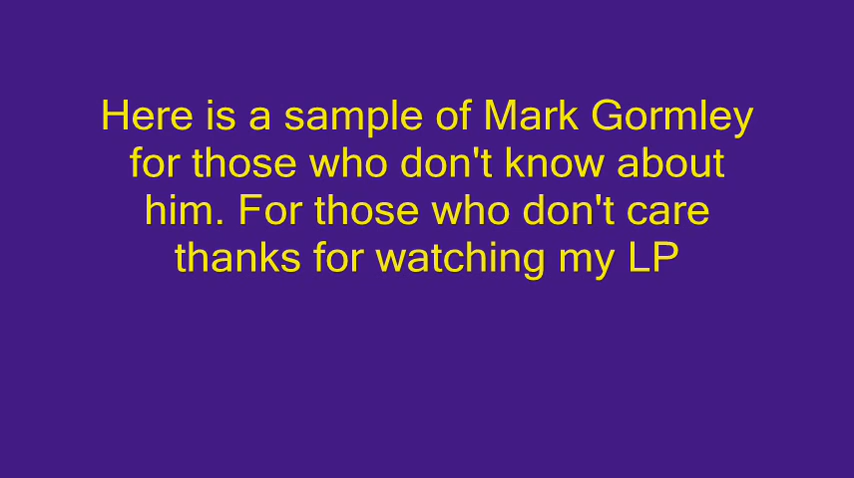 Here is a sample of Mark Gormley
for those who don't know about
him. For those who don't care
thanks for watching my LP